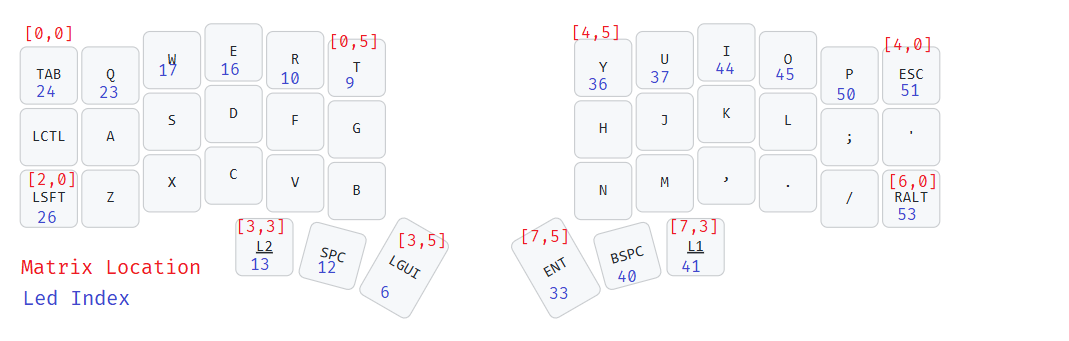 [0,0] [0,5] [4,5] [4,0]
TAB Q W E R T Y U I O P ESC
24 23 17 16 10 9 36 37 44 45 50 51
LCTL A S D F G H J K L ; '
[2,0] [6,0]
LSFT Z X C V B N M , . / RALT
26 53
[3,3] [3,5] [7,5] [7,3]
L2 SPC LGUI ENT BSPC L1
13 12 6 33 40 41
Matrix Location
Led Index